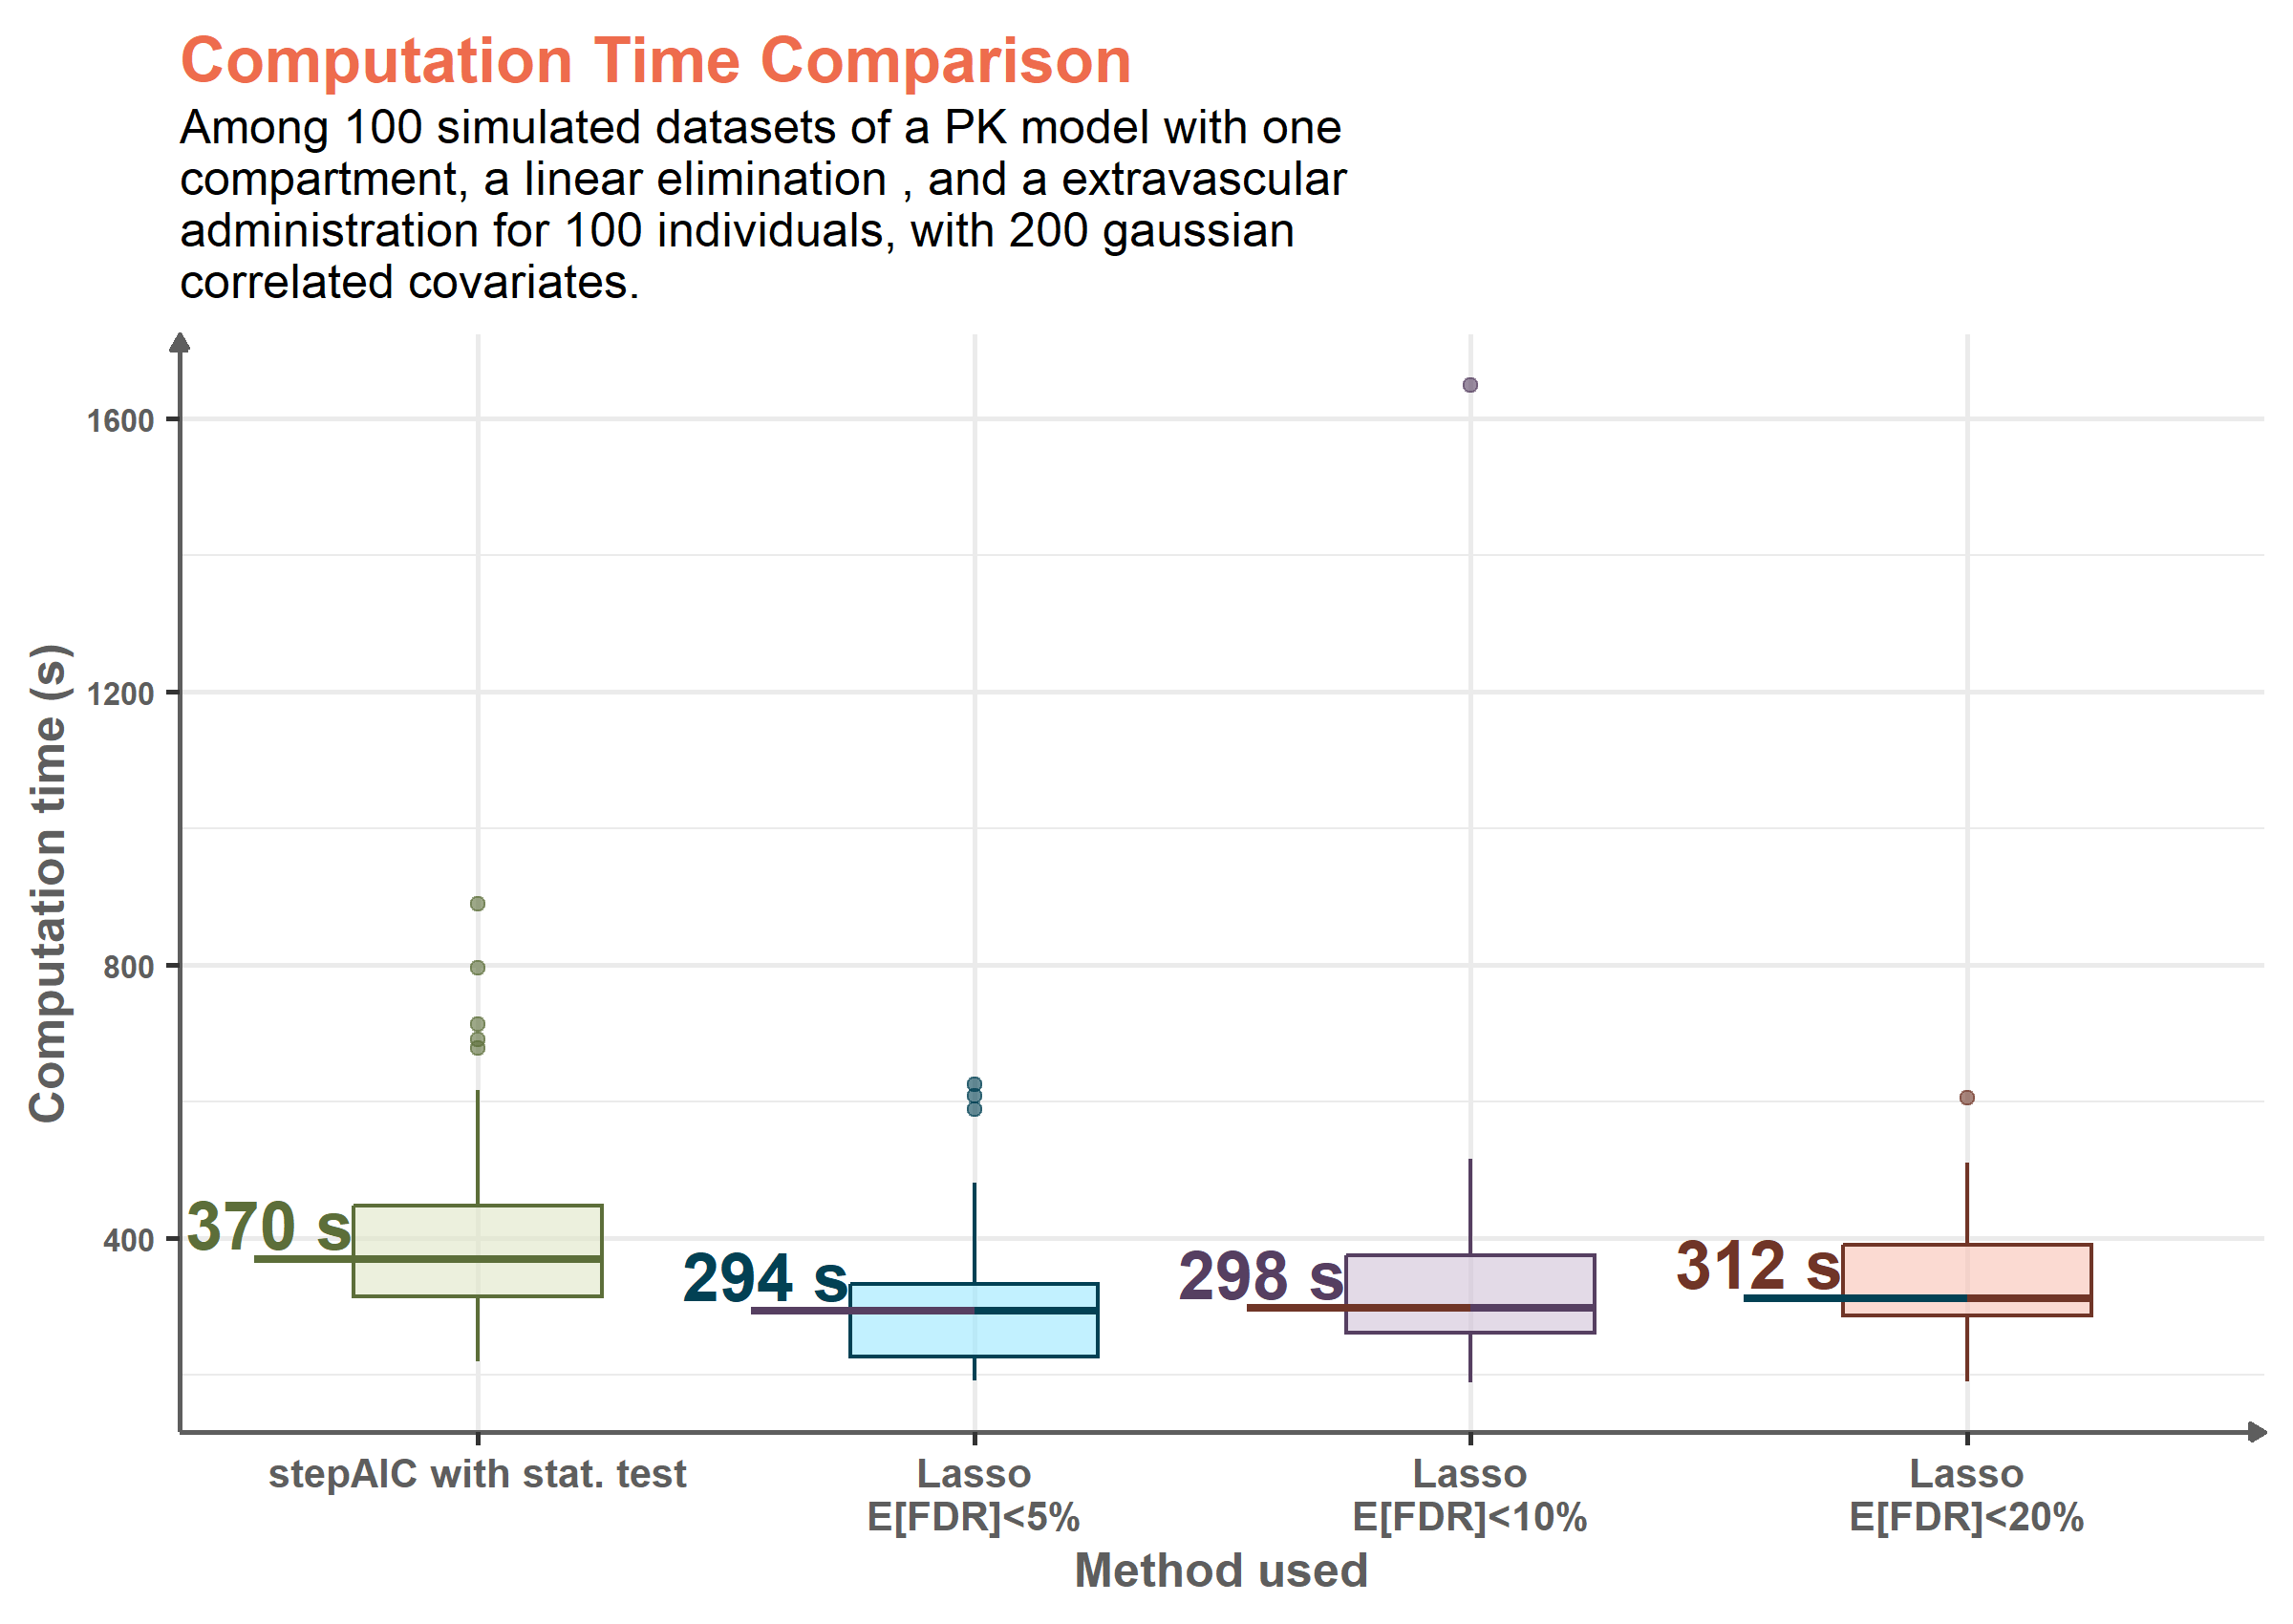 Computation Time Comparison
Among 100 simulated datasets of a PK model with one
compartment, a linear elimination , and a extravascular
administration for 100 individuals, with 200 gaussian
correlated covariates.
Computation time (s)
1600
1200
800
400
370 s
294 s
298 s
312 s
stepAIC with stat. test
Lasso
E[FDR]<5%
Lasso
E[FDR]<10%
Lasso
E[FDR]<20%
Method used